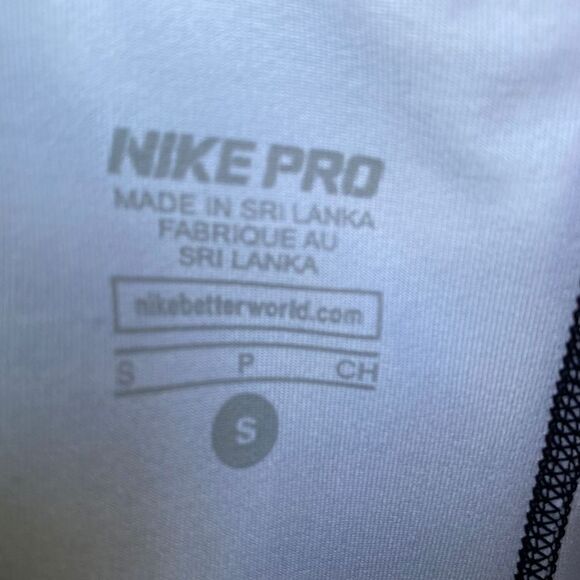 NIKE PRO
MADE IN SRI LANKA
FABRIQUE AU
SRI LANKA
nikebetterworld.com
S P CH
S